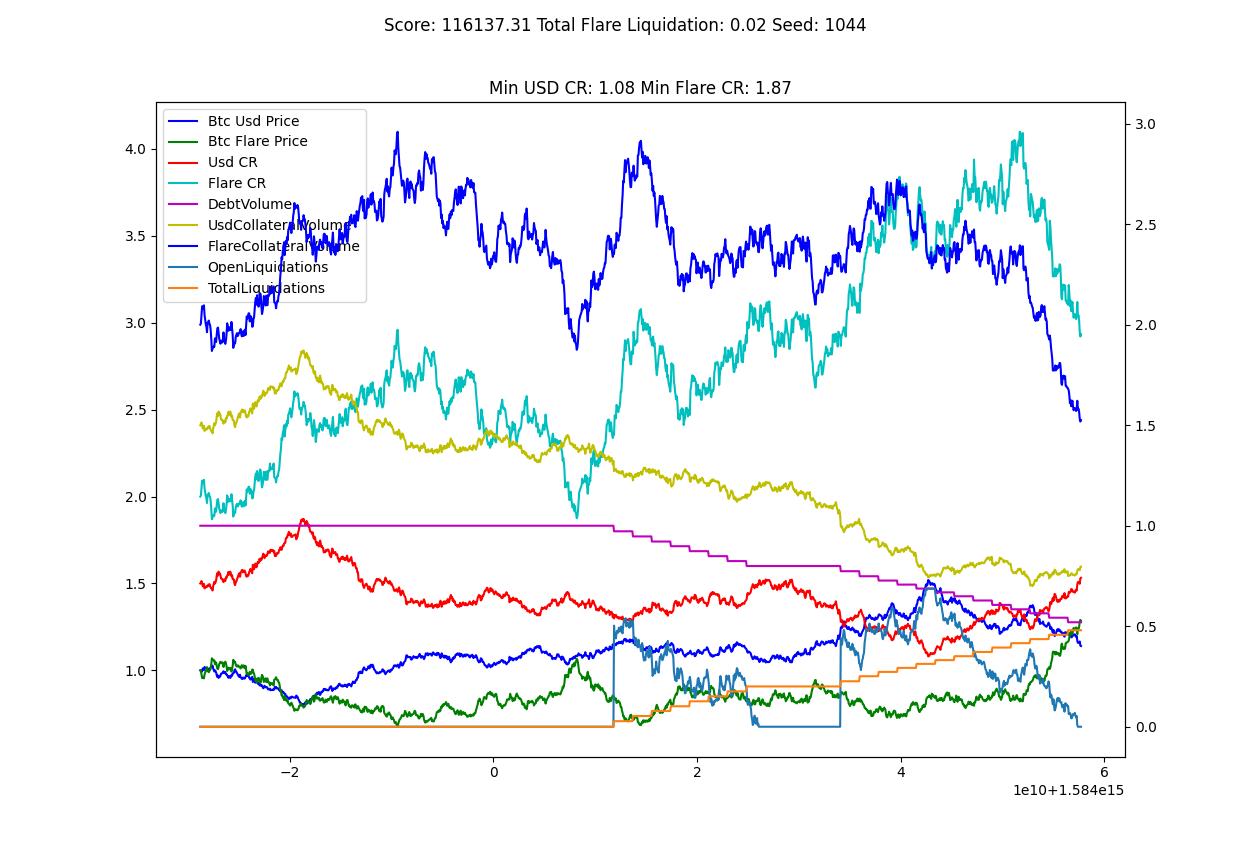 Score: 116137.31 Total Flare Liquidation: 0.02 Seed: 1044
Min USD CR: 1.08 Min Flare CR: 1.87
Btc Usd Price
Btc Flare Price
Usd CR
Flare CR
DebtVolume
UsdCollateralVolume
FlareCollateralVolume
OpenLiquidations
TotalLiquidations
4.0
3.5
3.0
2.5
2.0
1.5
1.0
3.0
2.5
2.0
1.5
1.0
0.5
0.0
−2
0
2
4
6
1e10+1.584e15